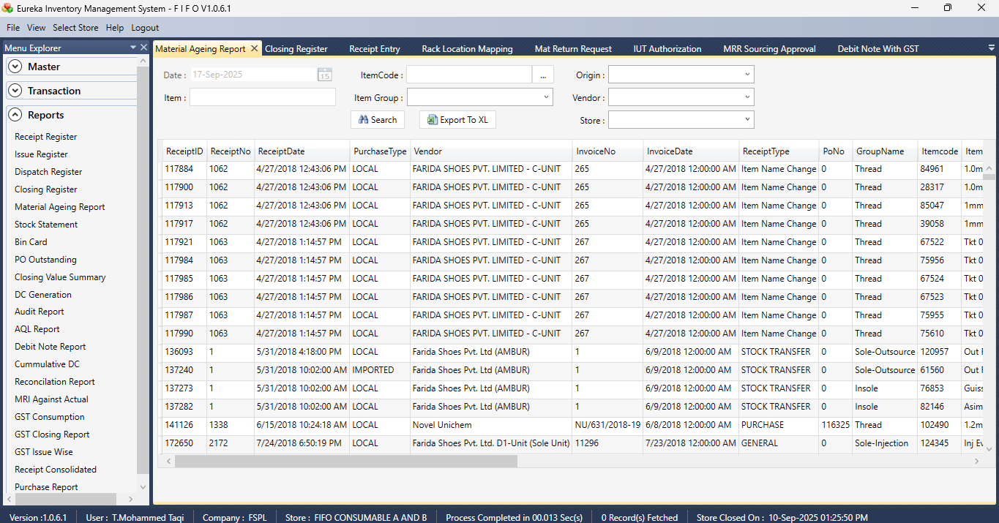 Eureka Inventory Management System - F I F O V1.0.6.1
File View Select Store Help Logout
Menu Explorer
Master
Transaction
Reports
Receipt Register
Issue Register
Dispatch Register
Closing Register
Material Ageing Report
Stock Statement
Bin Card
PO Outstanding
Closing Value Summary
DC Generation
Audit Report
AQL Report
Debit Note Report
Cummulative DC
Reconcilation Report
MRI Against Actual
GST Consumption
GST Closing Report
GST Issue Wise
Receipt Consolidated
Purchase Report
Material Ageing Report Closing Register Receipt Entry Rack Location Mapping Mat Return Request IUT Authorization MRR Sourcing Approval Debit Note With GST
Date : 17-Sep-2025 15 ItemCode : ... Origin :
Item : Item Group : Vendor :
Search Export To XL Store :
ReceiptID ReceiptNo ReceiptDate PurchaseType Vendor InvoiceNo InvoiceDate ReceiptType PoNo GroupName Itemcode Item
117884 1062 4/27/2018 12:43:06 PM LOCAL FARIDA SHOES PVT. LIMITED - C-UNIT 265 4/27/2018 12:00:00 AM Item Name Change 0 Thread 84961 1.0m
117900 1062 4/27/2018 12:43:06 PM LOCAL FARIDA SHOES PVT. LIMITED - C-UNIT 265 4/27/2018 12:00:00 AM Item Name Change 0 Thread 28317 1.0m
117913 1062 4/27/2018 12:43:06 PM LOCAL FARIDA SHOES PVT. LIMITED - C-UNIT 265 4/27/2018 12:00:00 AM Item Name Change 0 Thread 85047 1mm
117917 1062 4/27/2018 12:43:06 PM LOCAL FARIDA SHOES PVT. LIMITED - C-UNIT 265 4/27/2018 12:00:00 AM Item Name Change 0 Thread 39058 1mm
117921 1063 4/27/2018 1:14:57 PM LOCAL FARIDA SHOES PVT. LIMITED - C-UNIT 267 4/27/2018 12:00:00 AM Item Name Change 0 Thread 67522 Tkt 0
117984 1063 4/27/2018 1:14:57 PM LOCAL FARIDA SHOES PVT. LIMITED - C-UNIT 267 4/27/2018 12:00:00 AM Item Name Change 0 Thread 75956 Tkt 0
117985 1063 4/27/2018 1:14:57 PM LOCAL FARIDA SHOES PVT. LIMITED - C-UNIT 267 4/27/2018 12:00:00 AM Item Name Change 0 Thread 67524 Tkt 0
117986 1063 4/27/2018 1:14:57 PM LOCAL FARIDA SHOES PVT. LIMITED - C-UNIT 267 4/27/2018 12:00:00 AM Item Name Change 0 Thread 67523 Tkt 0
117987 1063 4/27/2018 1:14:57 PM LOCAL FARIDA SHOES PVT. LIMITED - C-UNIT 267 4/27/2018 12:00:00 AM Item Name Change 0 Thread 75955 Tkt 0
117990 1063 4/27/2018 1:14:57 PM LOCAL FARIDA SHOES PVT. LIMITED - C-UNIT 267 4/27/2018 12:00:00 AM Item Name Change 0 Thread 75610 Tkt 0
136093 1 5/31/2018 4:18:00 PM LOCAL Farida Shoes Pvt. Ltd (AMBUR) 1 6/9/2018 12:00:00 AM STOCK TRANSFER 0 Sole-Outsource 120957 Out
137240 1 5/31/2018 10:02:00 AM IMPORTED Farida Shoes Pvt. Ltd (AMBUR) 1 6/9/2018 12:00:00 AM STOCK TRANSFER 0 Sole-Outsource 61560 Out
137273 1 5/31/2018 10:02:00 AM LOCAL Farida Shoes Pvt. Ltd (AMBUR) 1 6/9/2018 12:00:00 AM STOCK TRANSFER 0 Insole 76853 Guiss
137282 1 5/31/2018 10:02:00 AM LOCAL Farida Shoes Pvt. Ltd (AMBUR) 1 6/9/2018 12:00:00 AM STOCK TRANSFER 0 Insole 82146 Asim
141126 1338 6/15/2018 10:24:18 AM LOCAL Novel Unichem NU/631/2018-19 6/8/2018 12:00:00 AM PURCHASE 116325 Thread 102490 1.2m
172650 2172 7/24/2018 6:50:19 PM LOCAL Farida Shoes Pvt. Ltd. D1-Unit (Sole Unit) 11296 7/23/2018 12:00:00 AM GENERAL 0 Sole-Injection 124345 Inj Ev
Version :1.0.6.1 User : T.Mohammed Taqi Company : FSPL Store : FIFO CONSUMABLE A AND B Process Completed in 00.013 Sec(s) 0 Record(s) Fetched Store Closed On : 10-Sep-2025 01:25:50 PM